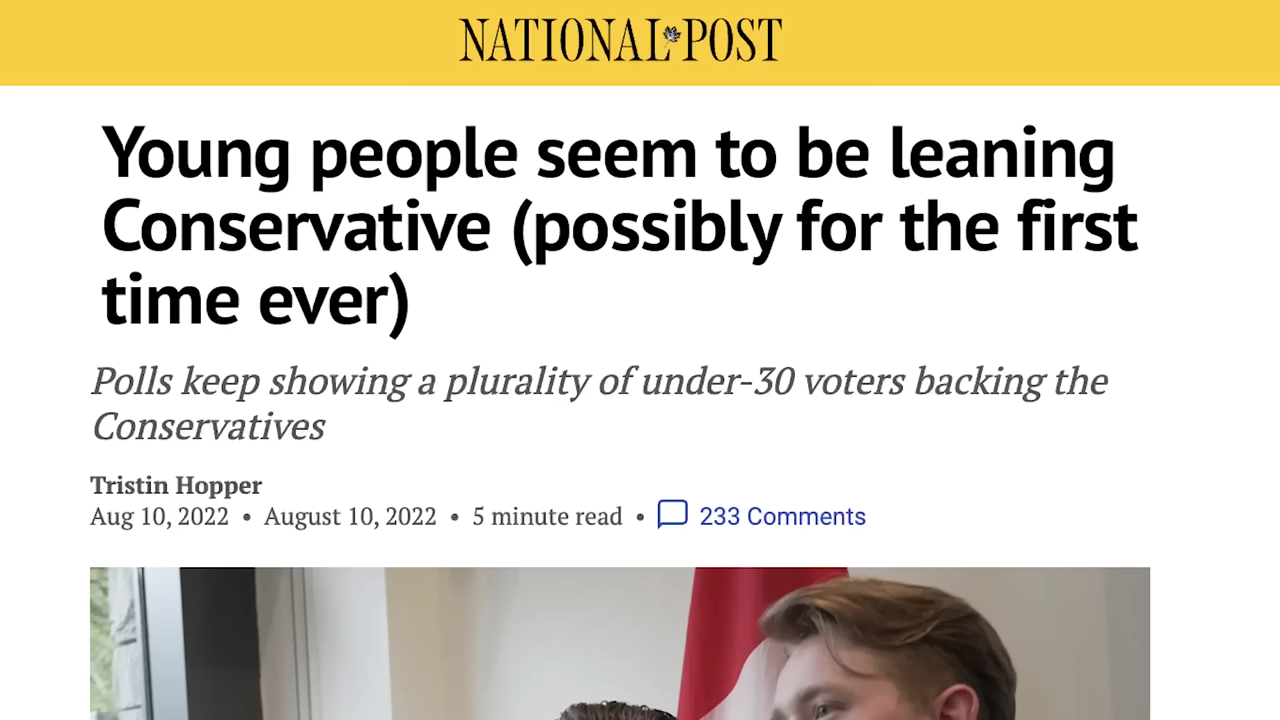 NATIONAL POST
Young people seem to be leaning
Conservative (possibly for the first
time ever)
Polls keep showing a plurality of under-30 voters backing the
Conservatives
Tristin Hopper
Aug 10, 2022 • August 10, 2022 • 5 minute read • 233 Comments